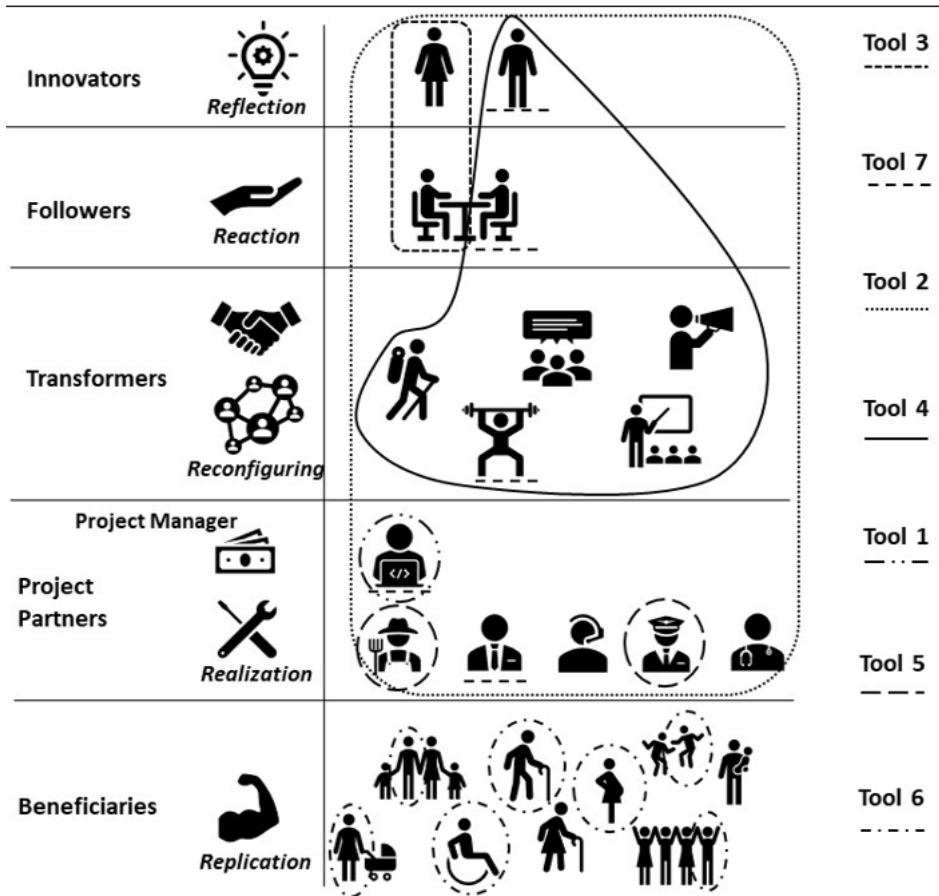 Innovators
Reflection
Tool 3
Followers
Reaction
Tool 7
Transformers
Reconfiguring
Tool 2
Tool 4
Project Manager
Project
Partners
Realization
</>
Tool 1
Tool 5
Beneficiaries
Replication
Tool 6